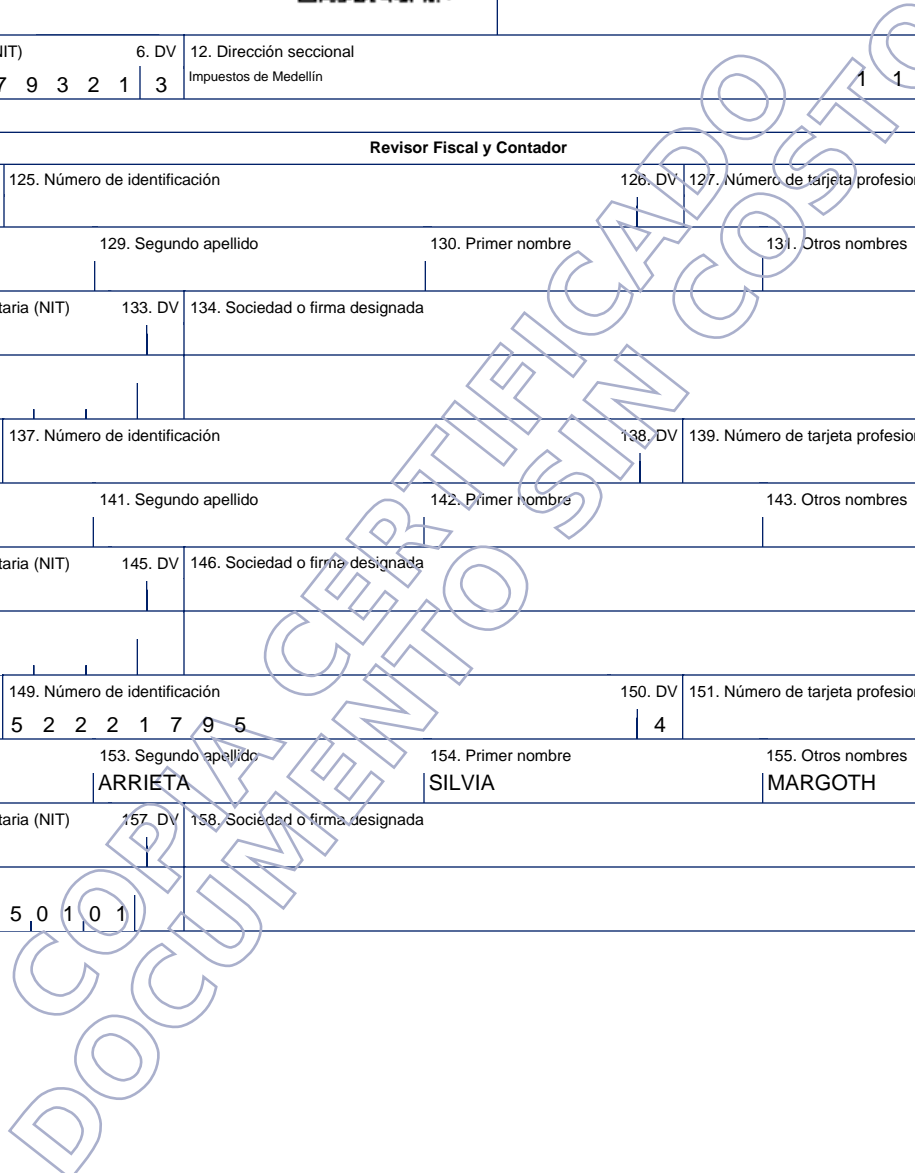 NIT) 6. DV 12. Dirección seccional
7 9 3 2 1 3 Impuestos de Medellín 1 1
Revisor Fiscal y Contador
125. Número de identificación 126. DV 127. Número de tarjeta profesion
129. Segundo apellido 130. Primer nombre 131. Otros nombres
taria (NIT) 133. DV 134. Sociedad o firma designada
137. Número de identificación 138. DV 139. Número de tarjeta profesion
141. Segundo apellido 142. Primer nombre 143. Otros nombres
taria (NIT) 145. DV 146. Sociedad o firma designada
149. Número de identificación 150. DV 151. Número de tarjeta profesion
5 2 2 2 1 7 9 5 4
153. Segundo apellido 154. Primer nombre 155. Otros nombres
ARRIETA SILVIA MARGOTH
taria (NIT) 157. DV 158. Sociedad o firma designada
5 0 1 0 1
COPIA CERTIFICADO
DOCUMENTO SIN COSTO